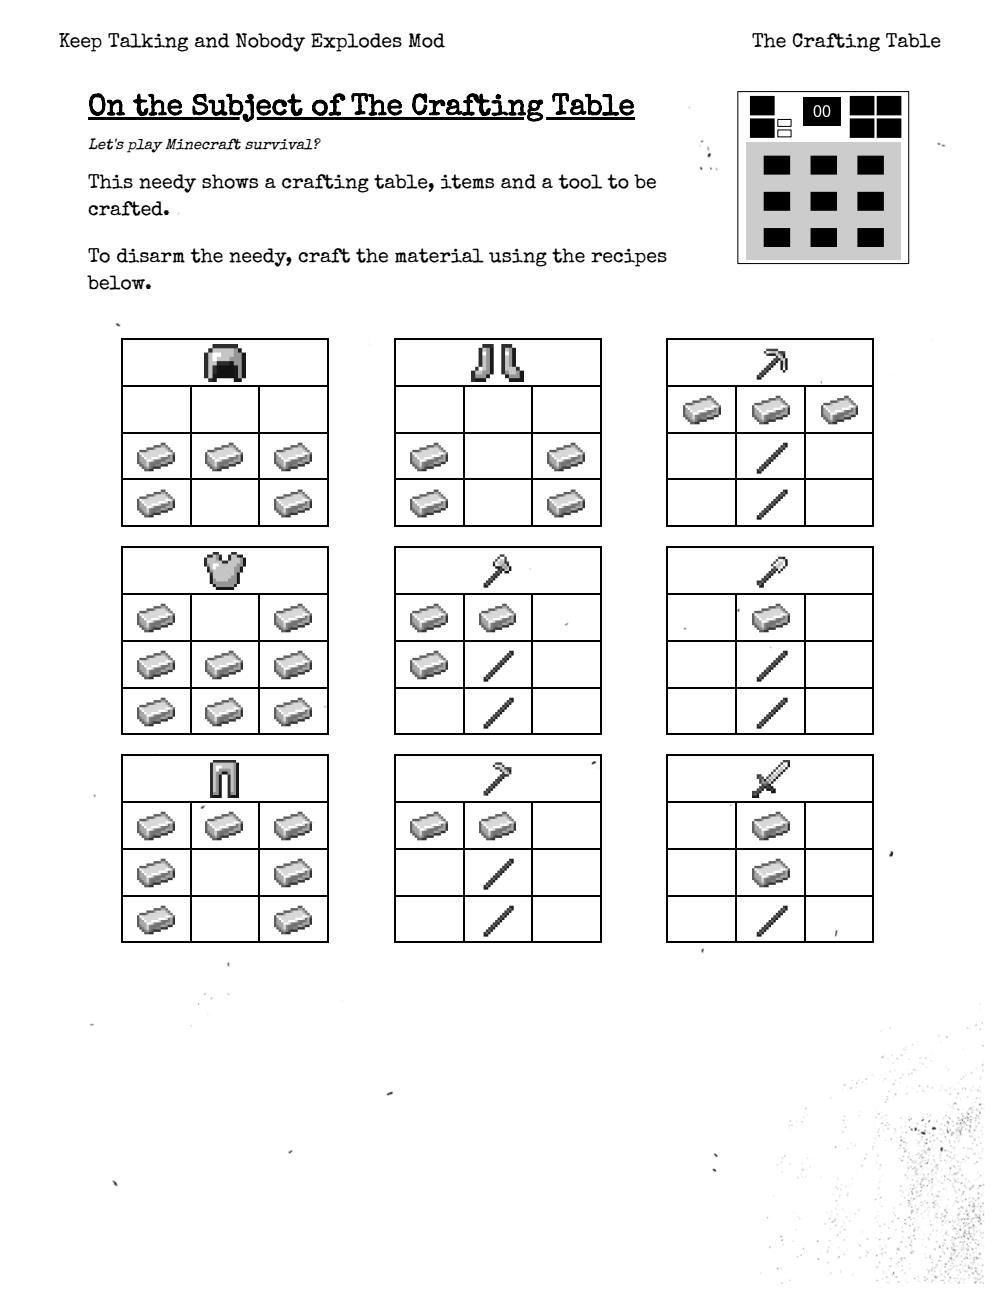 Keep Talking and Nobody Explodes Mod
The Crafting Table
On the Subject of The Crafting Table
00
Let's play Minecraft survival?
This needy shows a crafting table, items and a tool to be
crafted.
To disarm the needy, craft the material using the recipes
below.